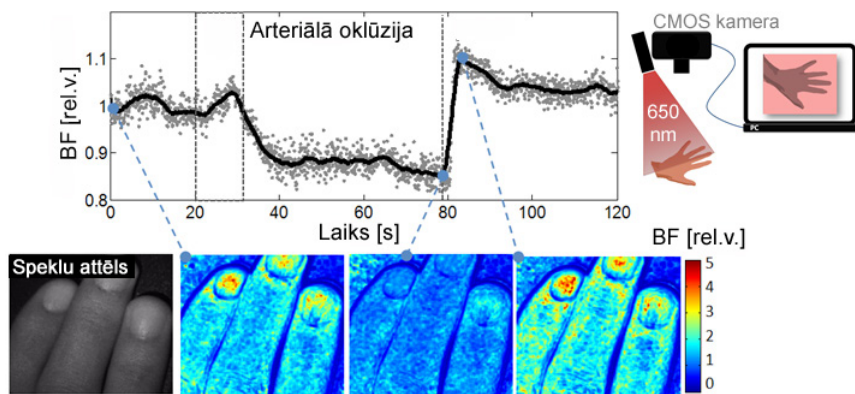 Arteriālā oklūzija
BF [rel.v.]
1.1
1
0.9
0.8
0
20
40
60
80
100
120
Laiks [s]
CMOS kamera
650
nm
PC
BF [rel.v.]
Speklu attēls
5
4
3
2
1
0